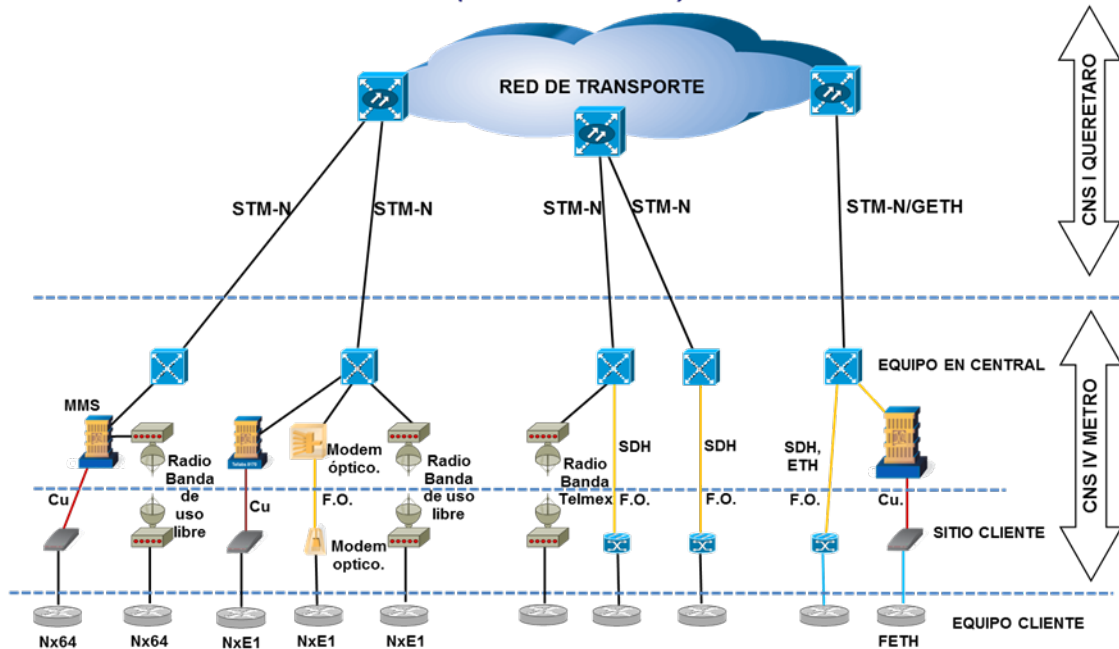 RED DE TRANSPORTE
CNS I QUERETARO
STM-N
STM-N
STM-N
STM-N
STM-N/GETH
EQUIPO EN CENTRAL
CNS IV METRO
MMS
Radio
Banda
de
uso
libre
Cu
Cu
Modem
óptico.
F.O.
Modem
optico.
Radio
Banda
de uso
libre
Radio
Banda
Telmex
SDH
F.O.
SDH
F.O.
SDH,
ETH
F.O.
Cu.
SITIO CLIENTE
Nx64
Nx64
NxE1
NxE1
NxE1
FETH
EQUIPO CLIENTE